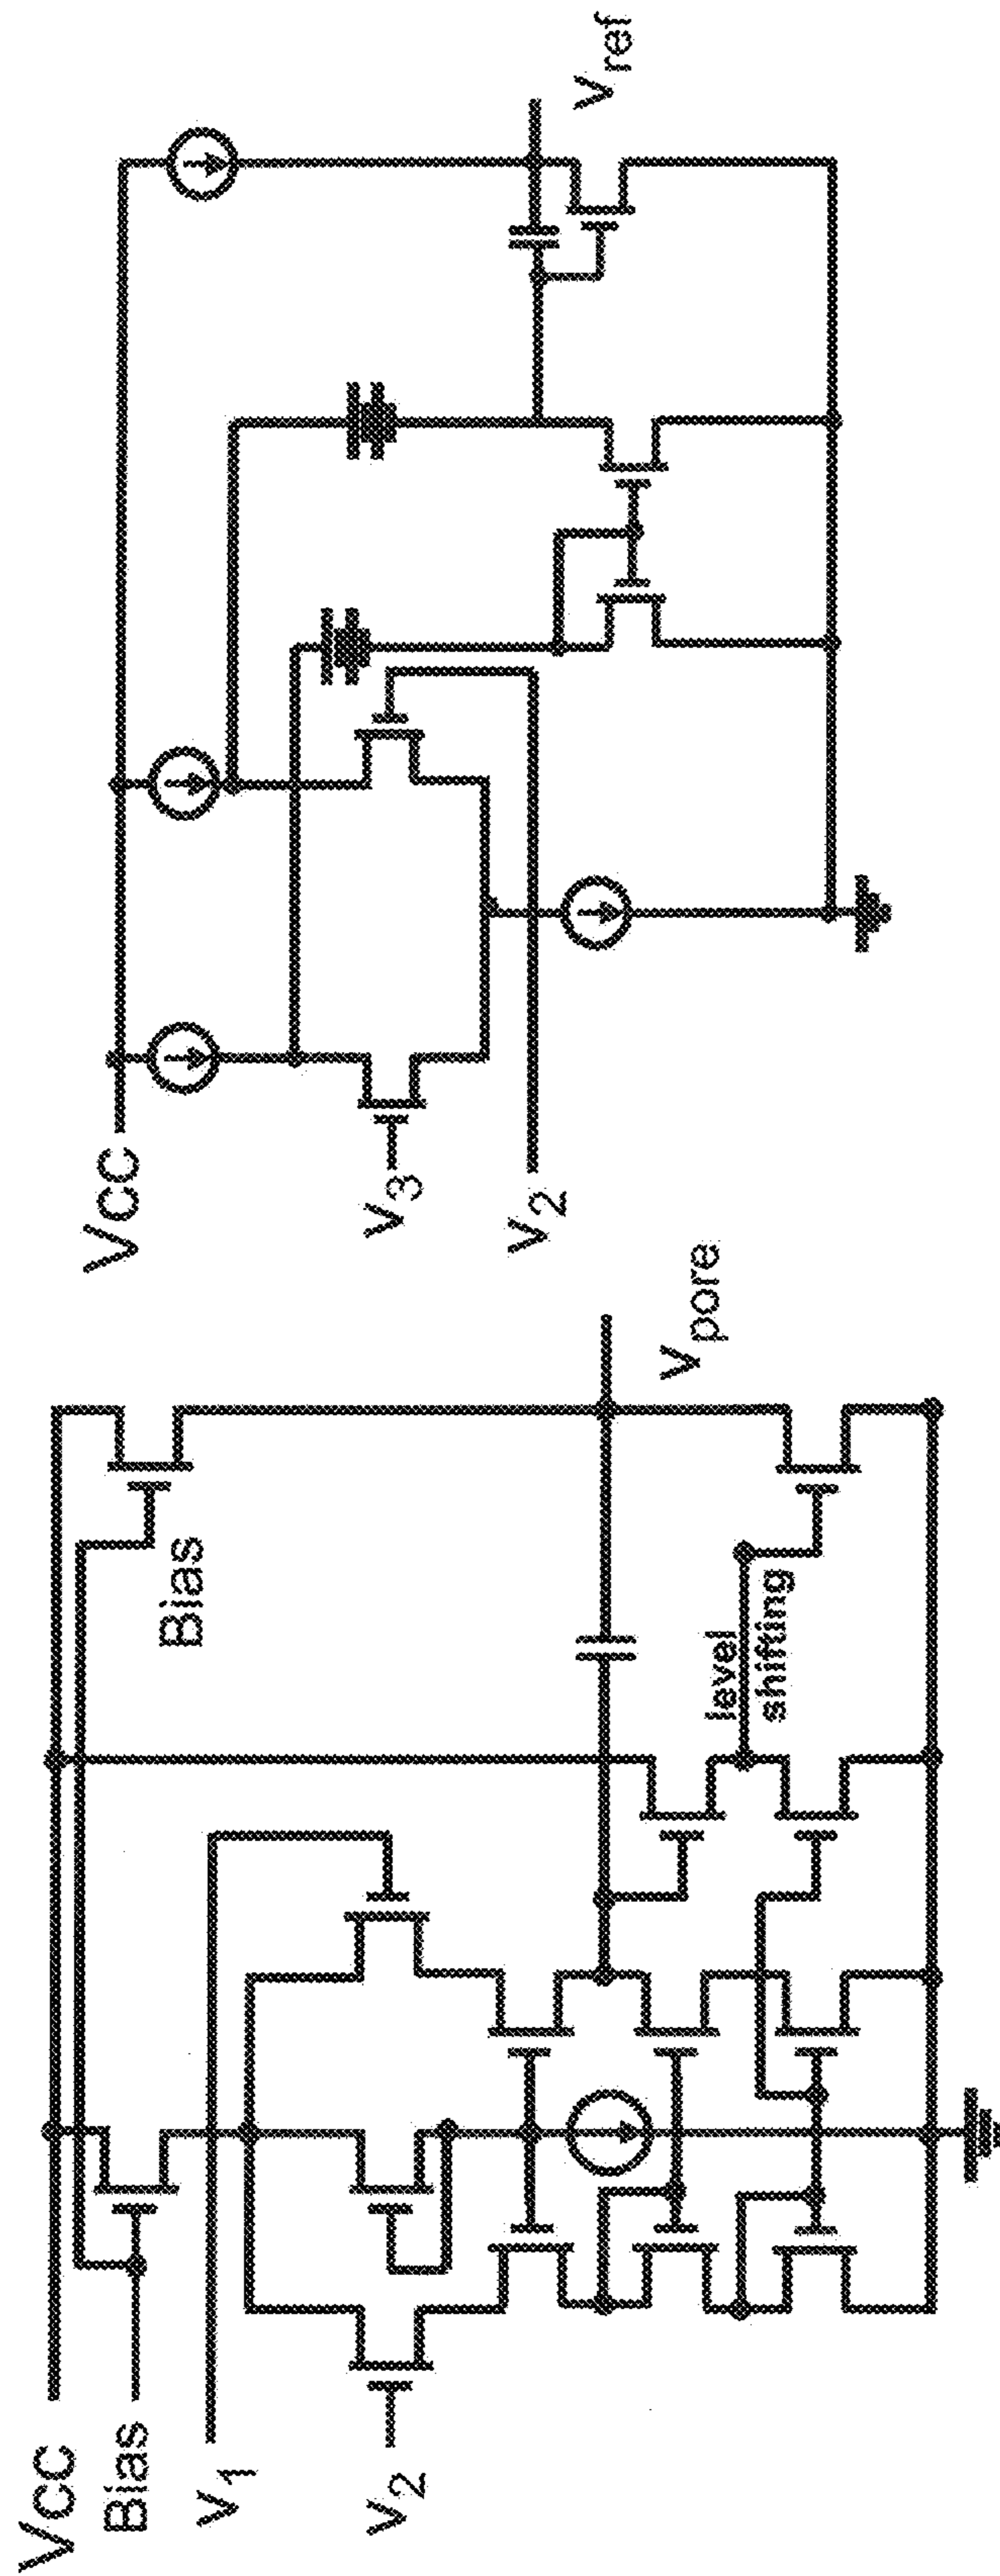 Vcc
Bias
v1
v2
Bias
level
shifting
vpore
Vcc
v3
v2
vref